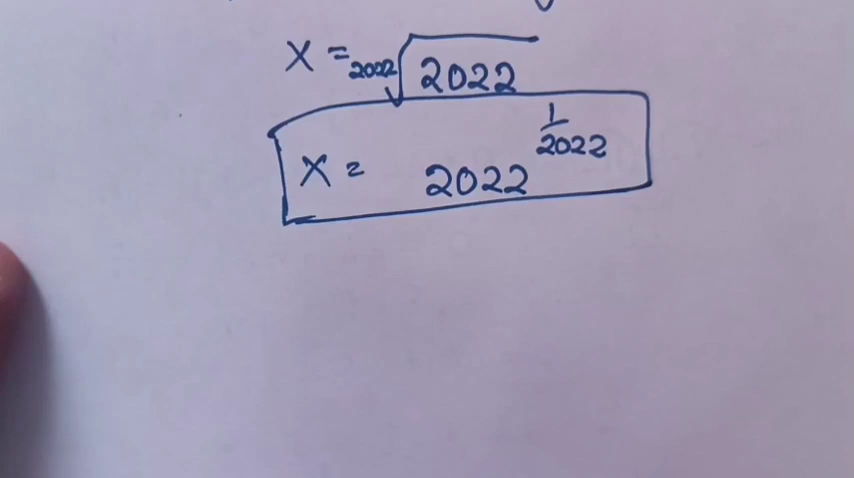 X = ²⁰²²√2022
X = 2022^(1/2022)